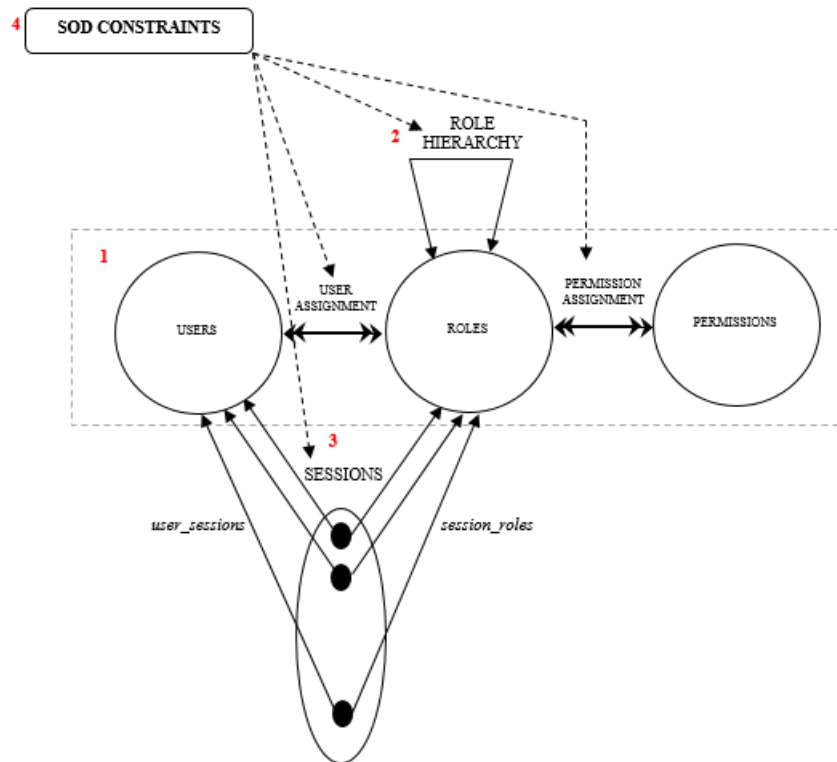 4
SOD CONSTRAINTS
2
ROLE
HIERARCHY
1
USER
ASSIGNMENT
PERMISSION
ASSIGNMENT
USERS
ROLES
PERMISSIONS
3
SESSIONS
user_sessions
session_roles